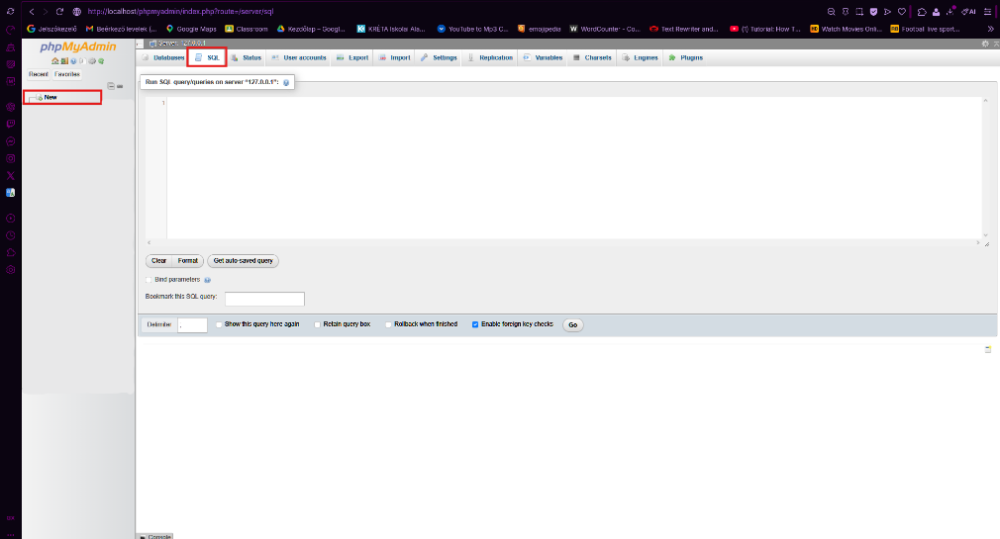 http://localhost/phpmyadmin/index.php?route=/server/sql
AI
Jelszókezelő
Beérkező levelek (...
Google Maps
Classroom
Kezdőlap – Googl...
KRÉTA Iskolai Ala...
YouTube to Mp3 C...
emojipedia
WordCounter - Co...
Text Rewriter and...
(1) Tutorial: How T...
Watch Movies Onli...
Football live sport...
phpMyAdmin
Server: 127.0.0.1
Databases
SQL
Status
User accounts
Export
Import
Settings
Replication
Variables
Charsets
Engines
Plugins
Recent
Favorites
New
Run SQL query/queries on server "127.0.0.1":
1
Clear
Format
Get auto-saved query
Bind parameters
Bookmark this SQL query:
Delimiter
Show this query here again
Retain query box
Rollback when finished
Enable foreign key checks
Go
Console